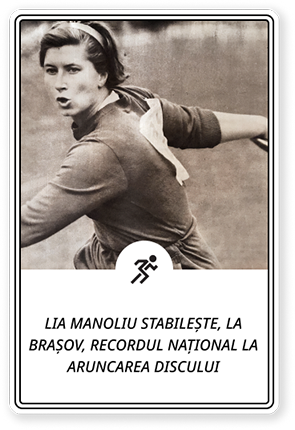 LIA MANOLIU STABILEȘTE, LA
BRAȘOV, RECORDUL NAȚIONAL LA
ARUNCAREA DISCULUI